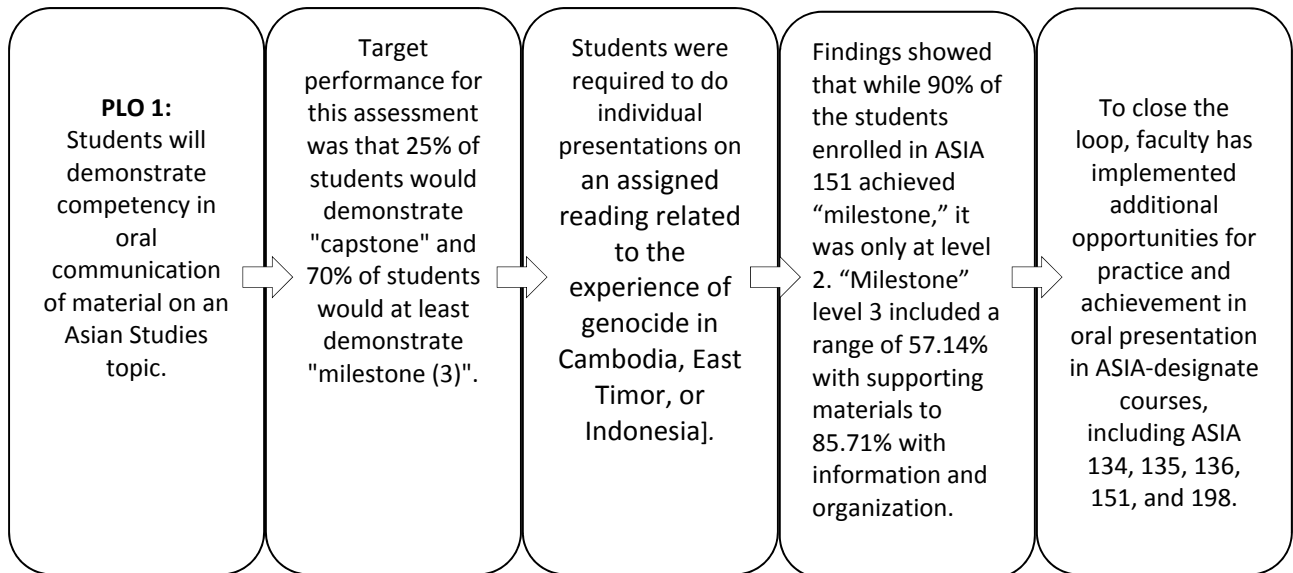 PLO 1:
Students will
demonstrate
competency in
oral
communication
of material on an
Asian Studies
topic.
Target
performance for
this assessment
was that 25% of
students would
demonstrate
"capstone" and
70% of students
would at least
demonstrate
"milestone (3)".
Students were
required to do
individual
presentations on
an assigned
reading related
to the
experience of
genocide in
Cambodia, East
Timor, or
Indonesia].
Findings showed
that while 90% of
the students
enrolled in ASIA
151 achieved
“milestone,” it
was only at level
2. “Milestone”
level 3 included a
range of 57.14%
with supporting
materials to
85.71% with
information and
organization.
To close the
loop, faculty has
implemented
additional
opportunities for
practice and
achievement in
oral presentation
in ASIA-designate
courses,
including ASIA
134, 135, 136,
151, and 198.